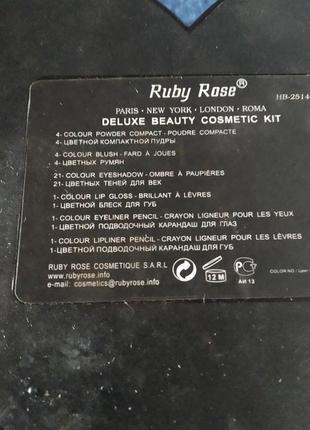 Ruby Rose®
HB-2514
PARIS · NEW YORK · LONDON · ROMA
DELUXE BEAUTY COSMETIC KIT
4- COLOUR POWDER COMPACT - POUDRE COMPACTE
4- ЦВЕТНОЙ КОМПАКТНОЙ ПУДРЫ
4- COLOUR BLUSH - FARD À JOUES
4- ЦВЕТНЫХ РУМЯН
21- COLOUR EYESHADOW - OMBRE À PAUPIÈRES
21- ЦВЕТНЫХ ТЕНЕЙ ДЛЯ ВЕК
1- COLOUR LIP GLOSS - BRILLANT À LÈVRES
1- ЦВЕТНОЙ БЛЕСК ДЛЯ ГУБ
1- COLOUR EYELINER PENCIL - CRAYON LIGNEUR POUR LES YEUX
1- ЦВЕТНОЙ ПОДВОДОЧНЫЙ КАРАНДАШ ДЛЯ ГЛАЗ
1- COLOUR LIPLINER PENCIL - CRAYON LIGNEUR POUR LES LÈVRES
1- ЦВЕТНОЙ ПОДВОДОЧНЫЙ КАРАНДАШ ДЛЯ ГУБ
RUBY ROSE COSMETIQUE S.A.R.L
www.rubyrose.info
e-mail: cosmetics@rubyrose.info
12 M
АИ 13
COLOR NO